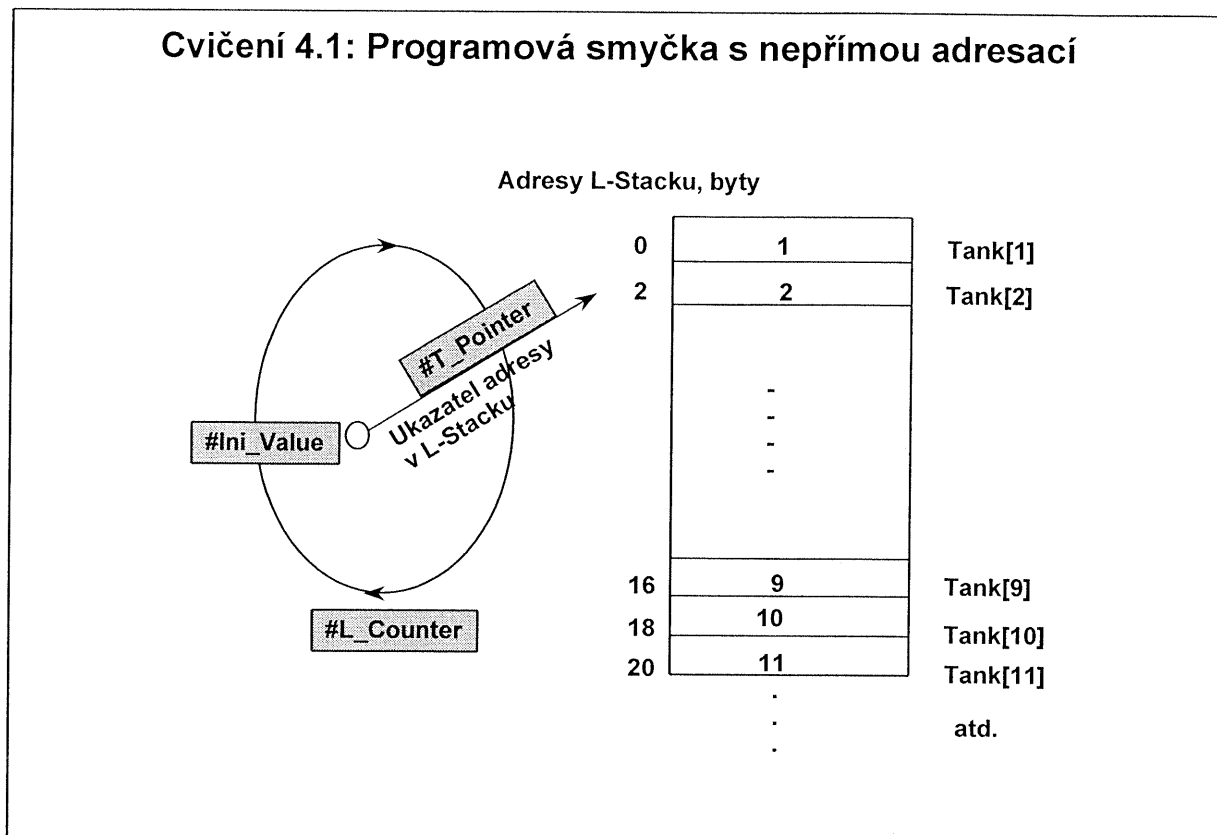 Cvičení 4.1: Programová smyčka s nepřímou adresací
Adresy L-Stacku, byty
0 1 Tank[1]
2 2 Tank[2]
#T_Pointer
Ukazatel adresy
v L-Stacku
#Ini_Value
#L_Counter
16 9 Tank[9]
18 10 Tank[10]
20 11 Tank[11]
atd.